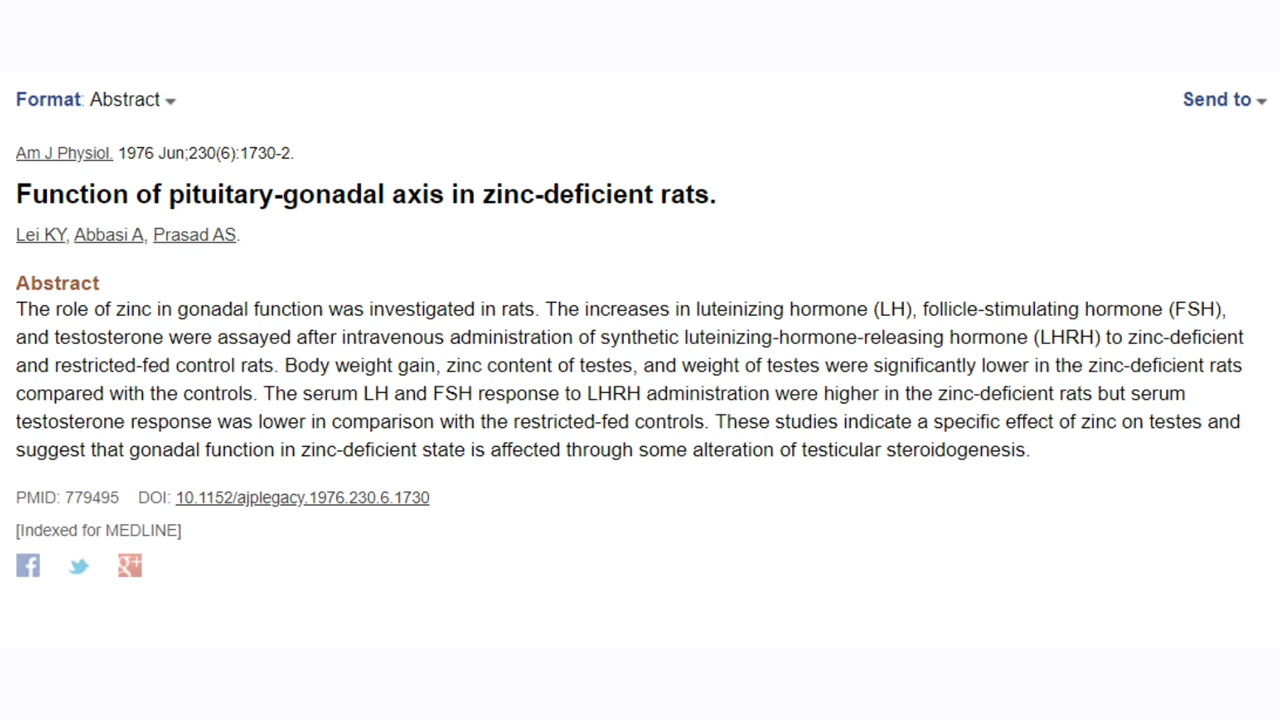 Format: Abstract
Send to
Am J Physiol. 1976 Jun;230(6):1730-2.
Function of pituitary-gonadal axis in zinc-deficient rats.
Lei KY, Abbasi A, Prasad AS.
Abstract
The role of zinc in gonadal function was investigated in rats. The increases in luteinizing hormone (LH), follicle-stimulating hormone (FSH),
and testosterone were assayed after intravenous administration of synthetic luteinizing-hormone-releasing hormone (LHRH) to zinc-deficient
and restricted-fed control rats. Body weight gain, zinc content of testes, and weight of testes were significantly lower in the zinc-deficient rats
compared with the controls. The serum LH and FSH response to LHRH administration were higher in the zinc-deficient rats but serum
testosterone response was lower in comparison with the restricted-fed controls. These studies indicate a specific effect of zinc on testes and
suggest that gonadal function in zinc-deficient state is affected through some alteration of testicular steroidogenesis.
PMID: 779495 DOI: 10.1152/ajplegacy.1976.230.6.1730
[Indexed for MEDLINE]
f g+